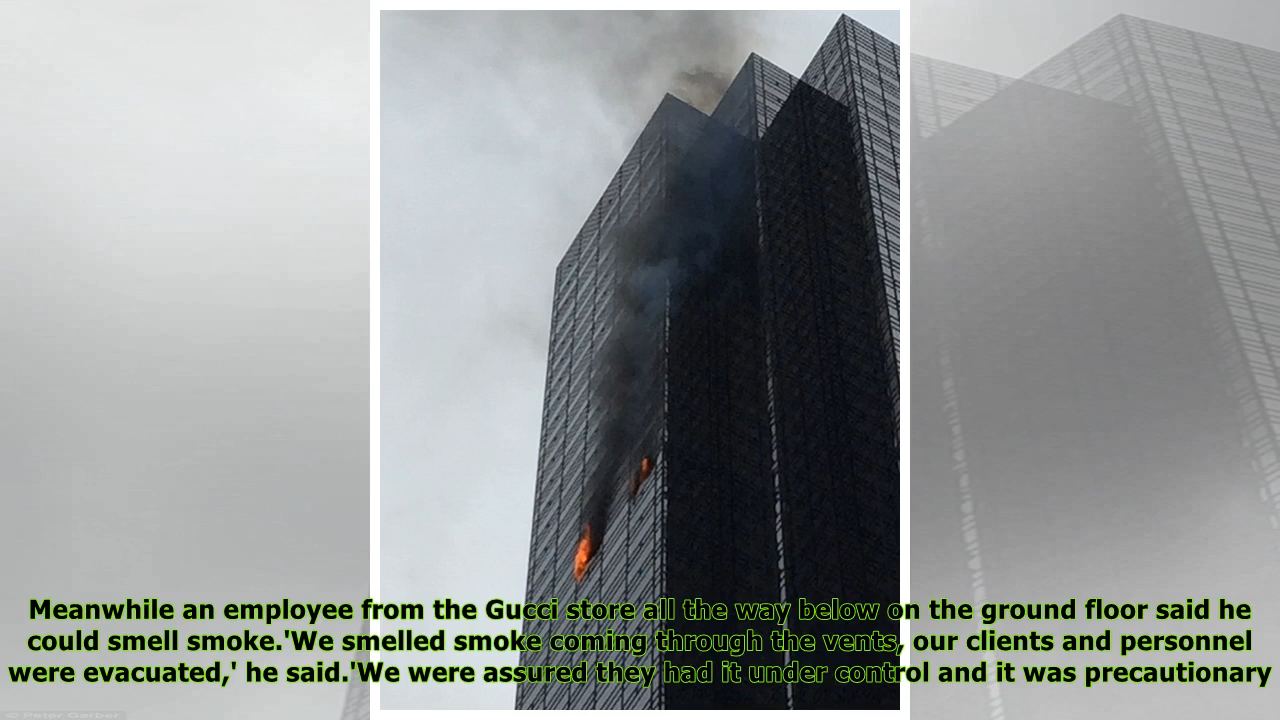 Meanwhile an employee from the Gucci store all the way below on the ground floor said he
could smell smoke.'We smelled smoke coming through the vents, our clients and personnel
were evacuated,' he said.'We were assured they had it under control and it was precautionary
© Peter Gerber